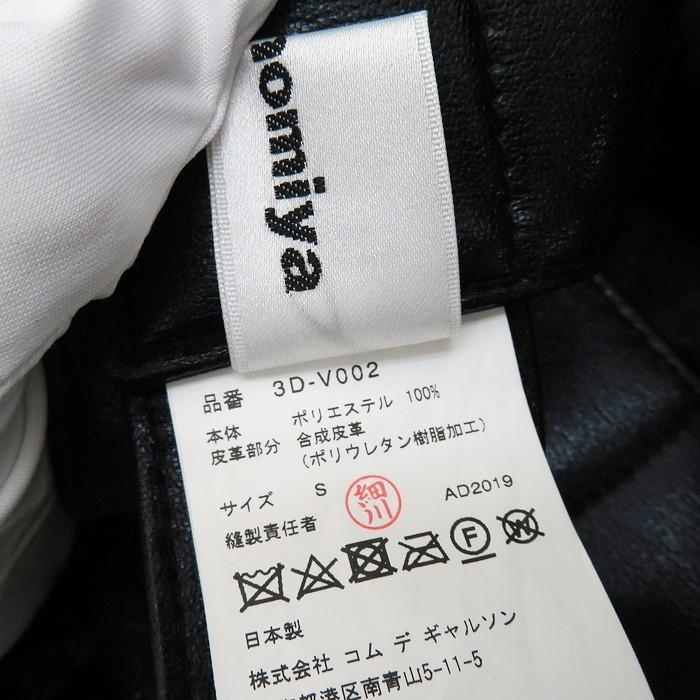 nomiya
品番 3D-V002
本体 ポリエステル 100%
皮革部分 合成皮革
(ポリウレタン樹脂加工)
サイズ S 細川 AD2019
縫製責任者
F W
日本製
株式会社 コム デ ギャルソン
都港区南青山5-11-5